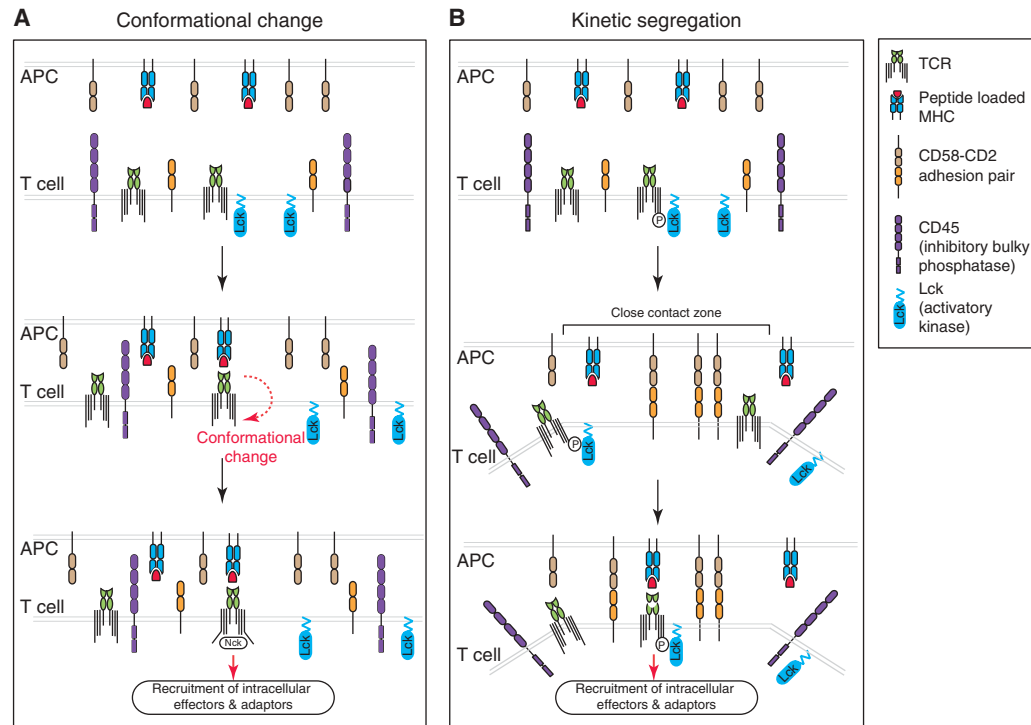 A
Conformational change
APC
T cell
Lck
Lck
APC
T cell
Conformational
change
Lck
Lck
APC
T cell
Nck
Lck
Lck
Recruitment of intracellular
effectors & adaptors
B
Kinetic segregation
APC
T cell
P
Lck
Lck
Close contact zone
APC
T cell
P
Lck
Lck
APC
T cell
P
Lck
Lck
Recruitment of intracellular
effectors & adaptors
TCR
Peptide loaded
MHC
CD58-CD2
adhesion pair
CD45
(inhibitory bulky
phosphatase)
Lck
Lck
(activatory
kinase)